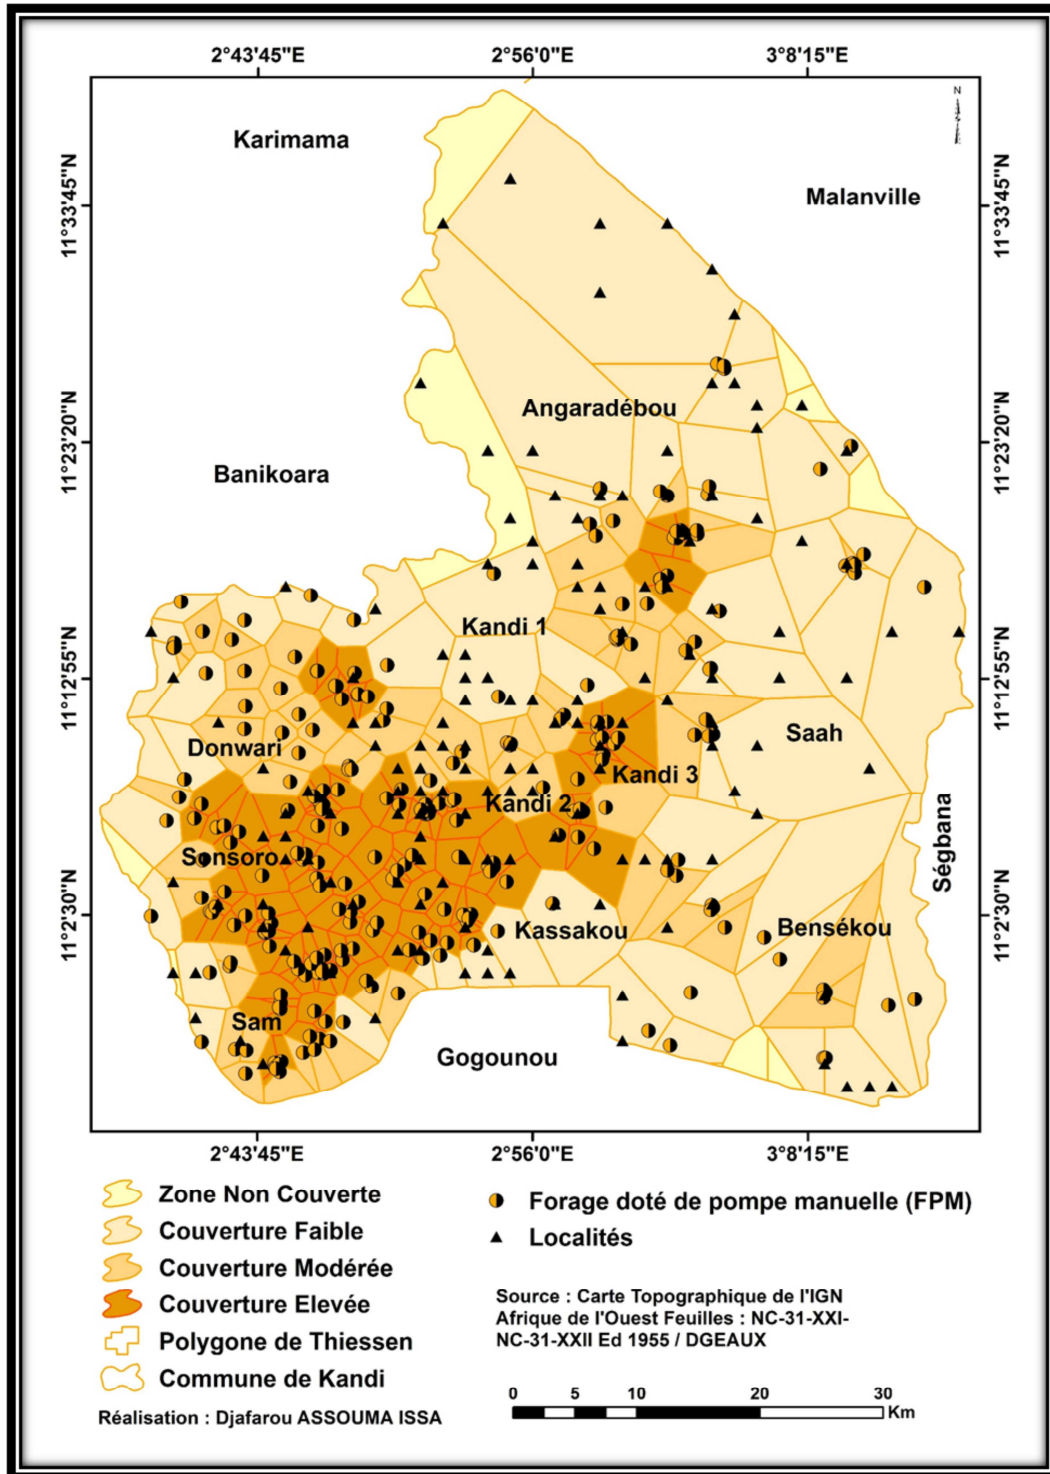 2°43'45"E 2°56'0"E 3°8'15"E
N
Karimama
Malanville
11°33'45"N 11°33'45"N
Angaradébou
11°23'20"N 11°23'20"N
Banikoara
Kandi 1
11°12'55"N 11°12'55"N
Saah
Donwari
Kandi 3
Kandi 2
Ségbana
Sonsoro
11°2'30"N 11°2'30"N
Kassakou
Bensékou
Sam
Gogounou
2°43'45"E 2°56'0"E 3°8'15"E
Zone Non Couverte
Couverture Faible
Couverture Modérée
Couverture Elevée
Polygone de Thiessen
Commune de Kandi
Réalisation : Djafarou ASSOUMA ISSA
Forage doté de pompe manuelle (FPM)
Localités
Source : Carte Topographique de l'IGN
Afrique de l'Ouest Feuilles : NC-31-XXI-
NC-31-XXII Ed 1955 / DGEAUX
0 5 10 20 30
Km